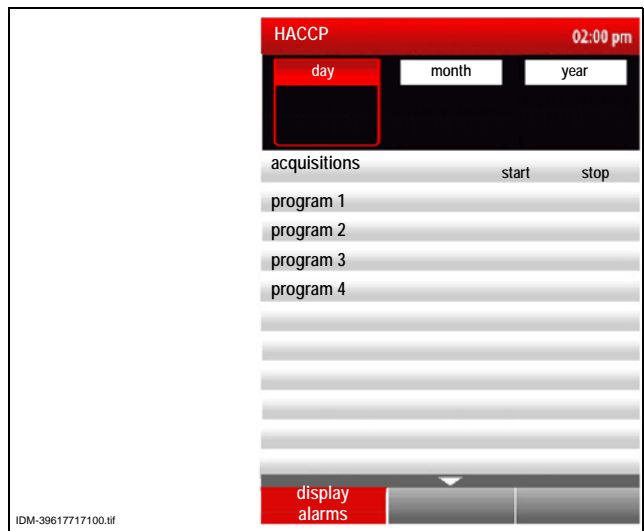 HACCP 02:00 pm
day month year
acquisitions start stop
program 1
program 2
program 3
program 4
display
alarms
IDM-39617717100.tif